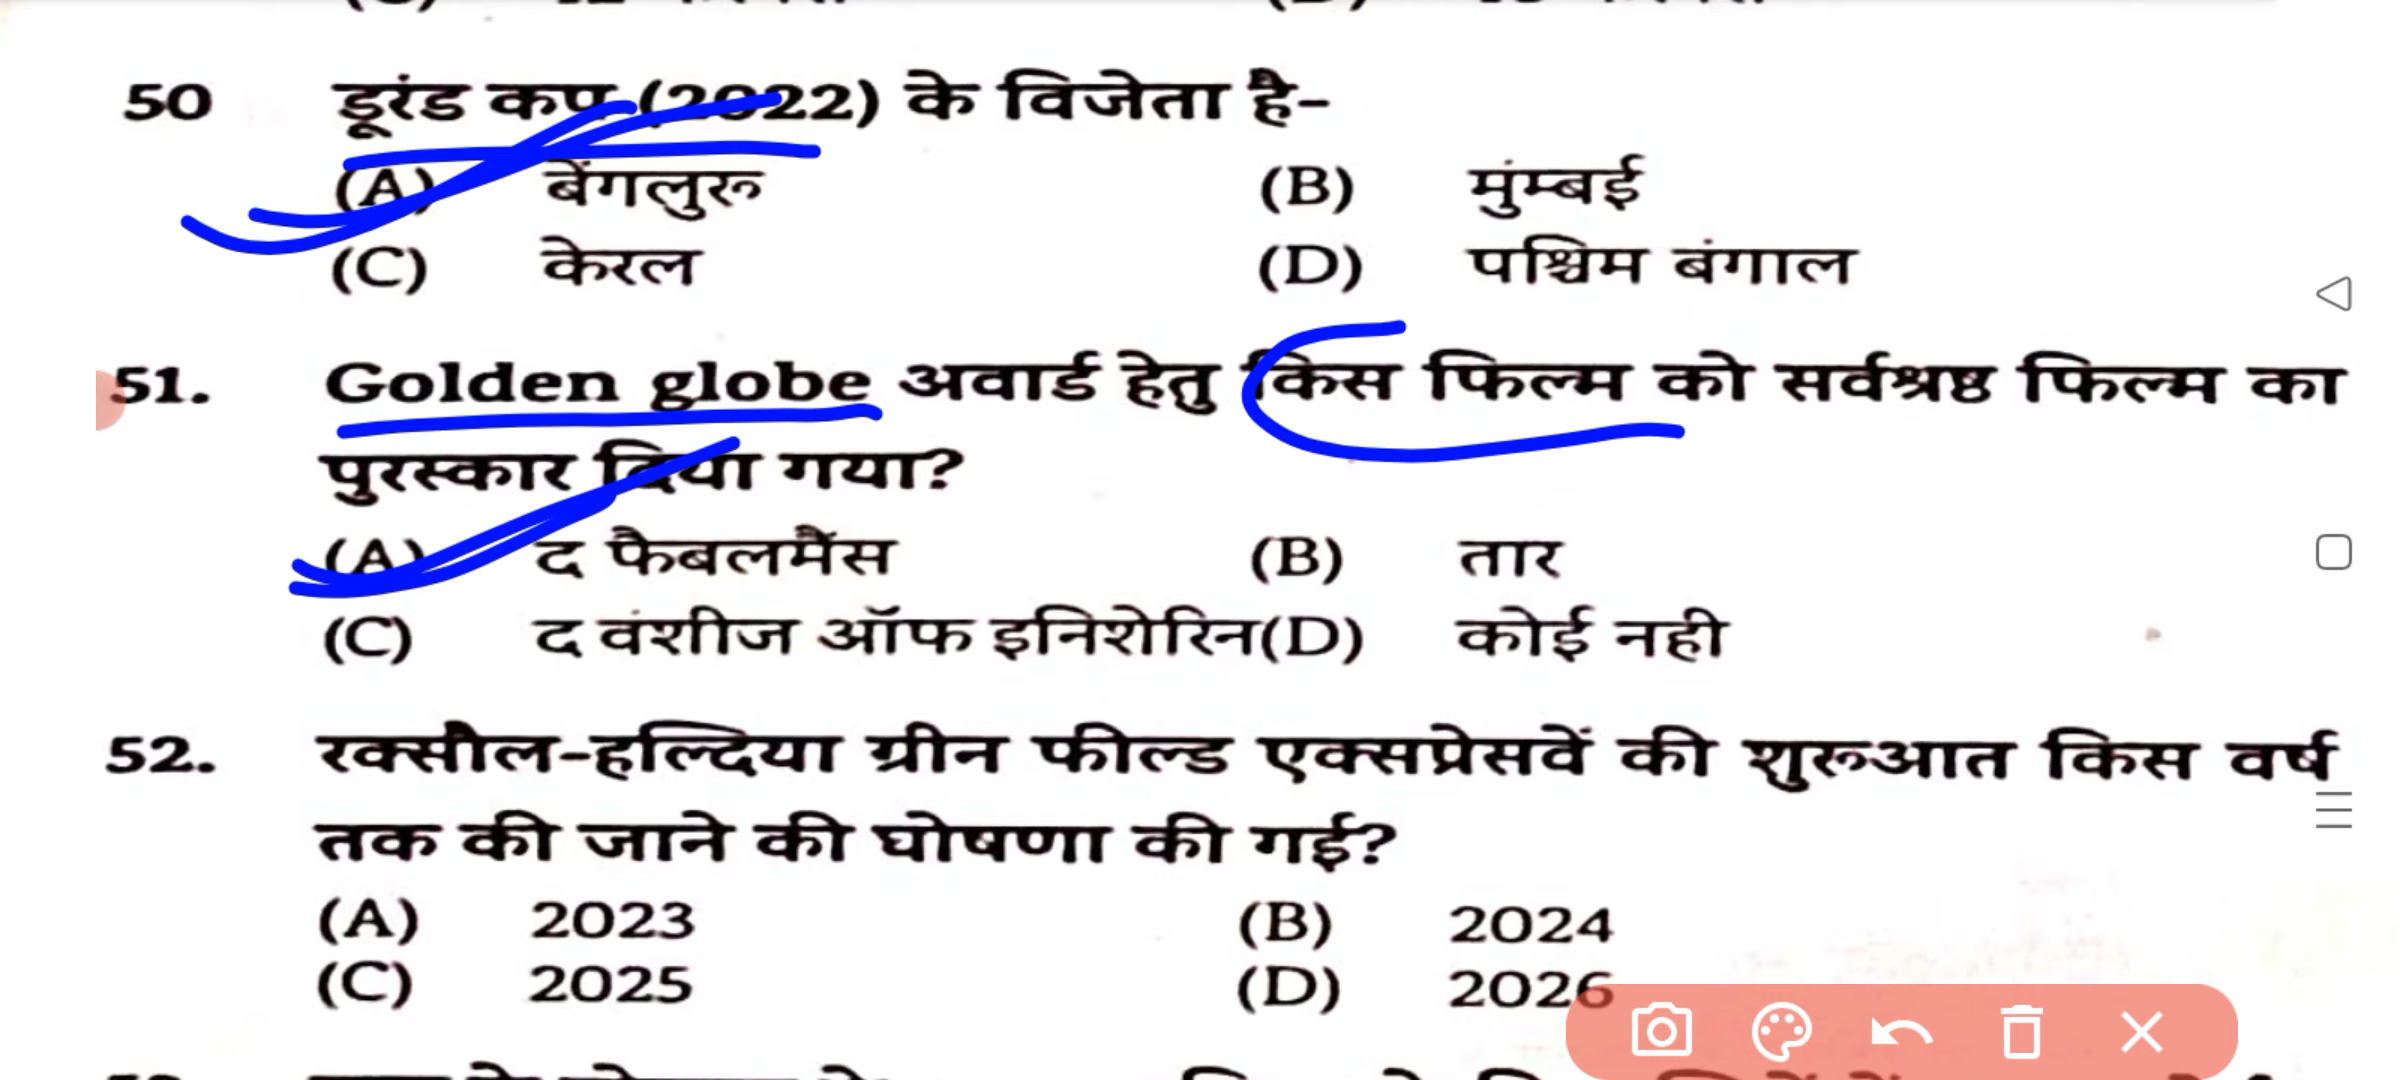 50 डूरंड कप (2022) के विजेता है-
(A) बेंगलुरू (B) मुंम्बई
(C) केरल (D) पश्चिम बंगाल
51. Golden globe अवार्ड हेतु किस फिल्म को सर्वश्रष्ठ फिल्म का
पुरस्कार दिया गया?
(A) द फैबलमैंस (B) तार
(C) द वंशीज ऑफ इनिशेरिन(D) कोई नही
52. रक्सौल-हल्दिया ग्रीन फील्ड एक्सप्रेसवें की शुरूआत किस वर्ष
तक की जाने की घोषणा की गई?
(A) 2023 (B) 2024
(C) 2025 (D) 2026